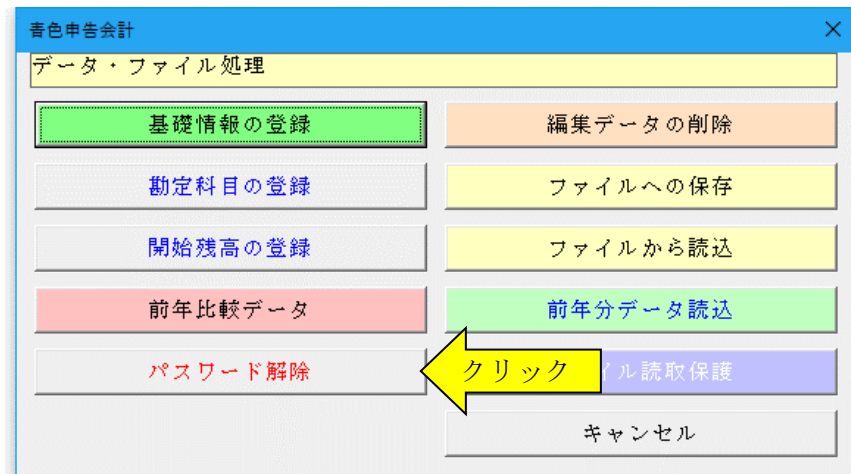 青色申告会計
データ・ファイル処理
基礎情報の登録
編集データの削除
勘定科目の登録
ファイルへの保存
開始残高の登録
ファイルから読込
前年比較データ
前年分データ読込
パスワード解除
クリック
イル読取保護
キャンセル